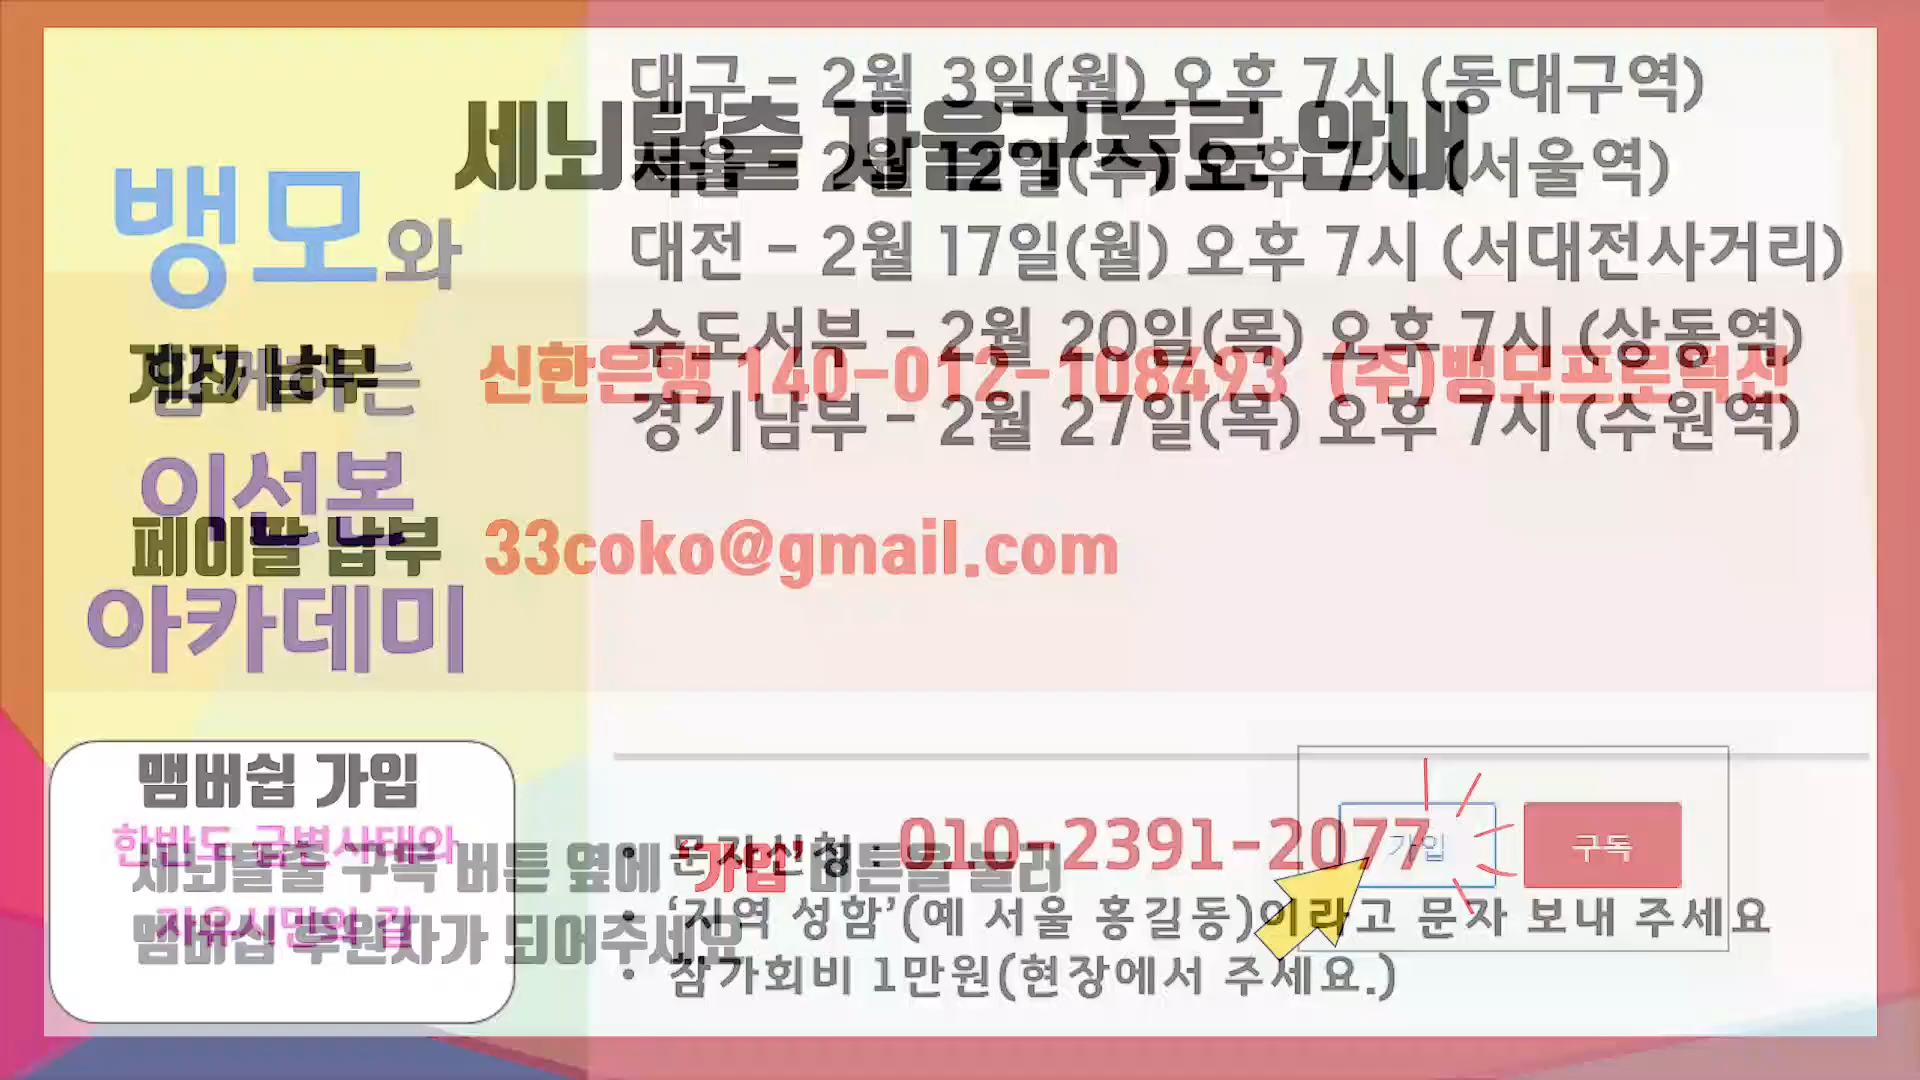 세뇌탈출 자율구독료 안내
계좌 납부 신한은행 140-012-108493 (주)뱅모프로덕션
페이팔 납부 33coko@gmail.com
맴버쉽 가입
세뇌탈출 구독 버튼 옆에 '가입' 버튼을 눌러
맴버쉽 후원자가 되어주세요
가입
구독
뱅모와
함께하는
이선본
아카데미
한반도 급변사태와
자유시민의 길
대구 - 2월 3일(월) 오후 7시 (동대구역)
서울 - 2월 12일(수) 오후 7시 (서울역)
대전 - 2월 17일(월) 오후 7시 (서대전사거리)
수도서부 - 2월 20일(목) 오후 7시 (상동역)
경기남부 - 2월 27일(목) 오후 7시 (수원역)
• 문자신청 : 010-2391-2077
• '지역 성함'(예 서울 홍길동)이라고 문자 보내 주세요
• 참가회비 1만원(현장에서 주세요.)